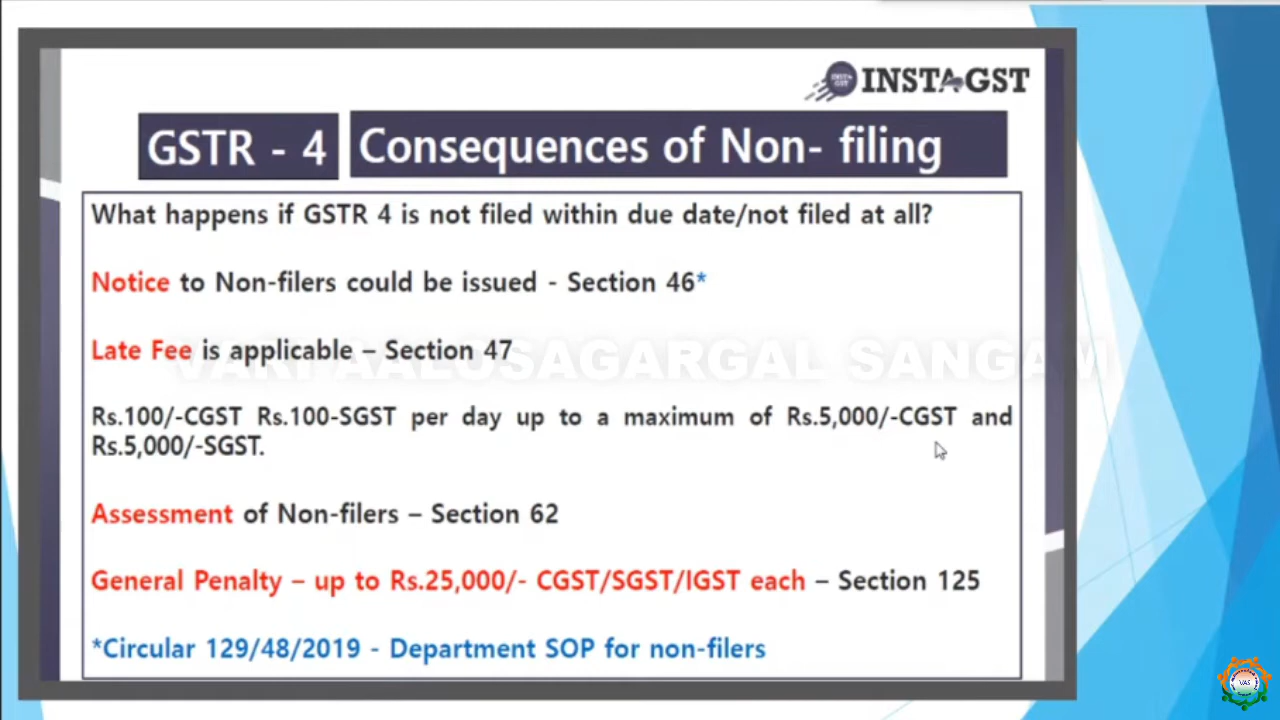 INSTAGST
GSTR - 4
Consequences of Non- filing
What happens if GSTR 4 is not filed within due date/not filed at all?
Notice to Non-filers could be issued - Section 46*
Late Fee is applicable – Section 47
VARI AALOSAGARGAL SANGAM
Rs.100/-CGST Rs.100-SGST per day up to a maximum of Rs.5,000/-CGST and
Rs.5,000/-SGST.
Assessment of Non-filers – Section 62
General Penalty – up to Rs.25,000/- CGST/SGST/IGST each – Section 125
*Circular 129/48/2019 - Department SOP for non-filers
VAS